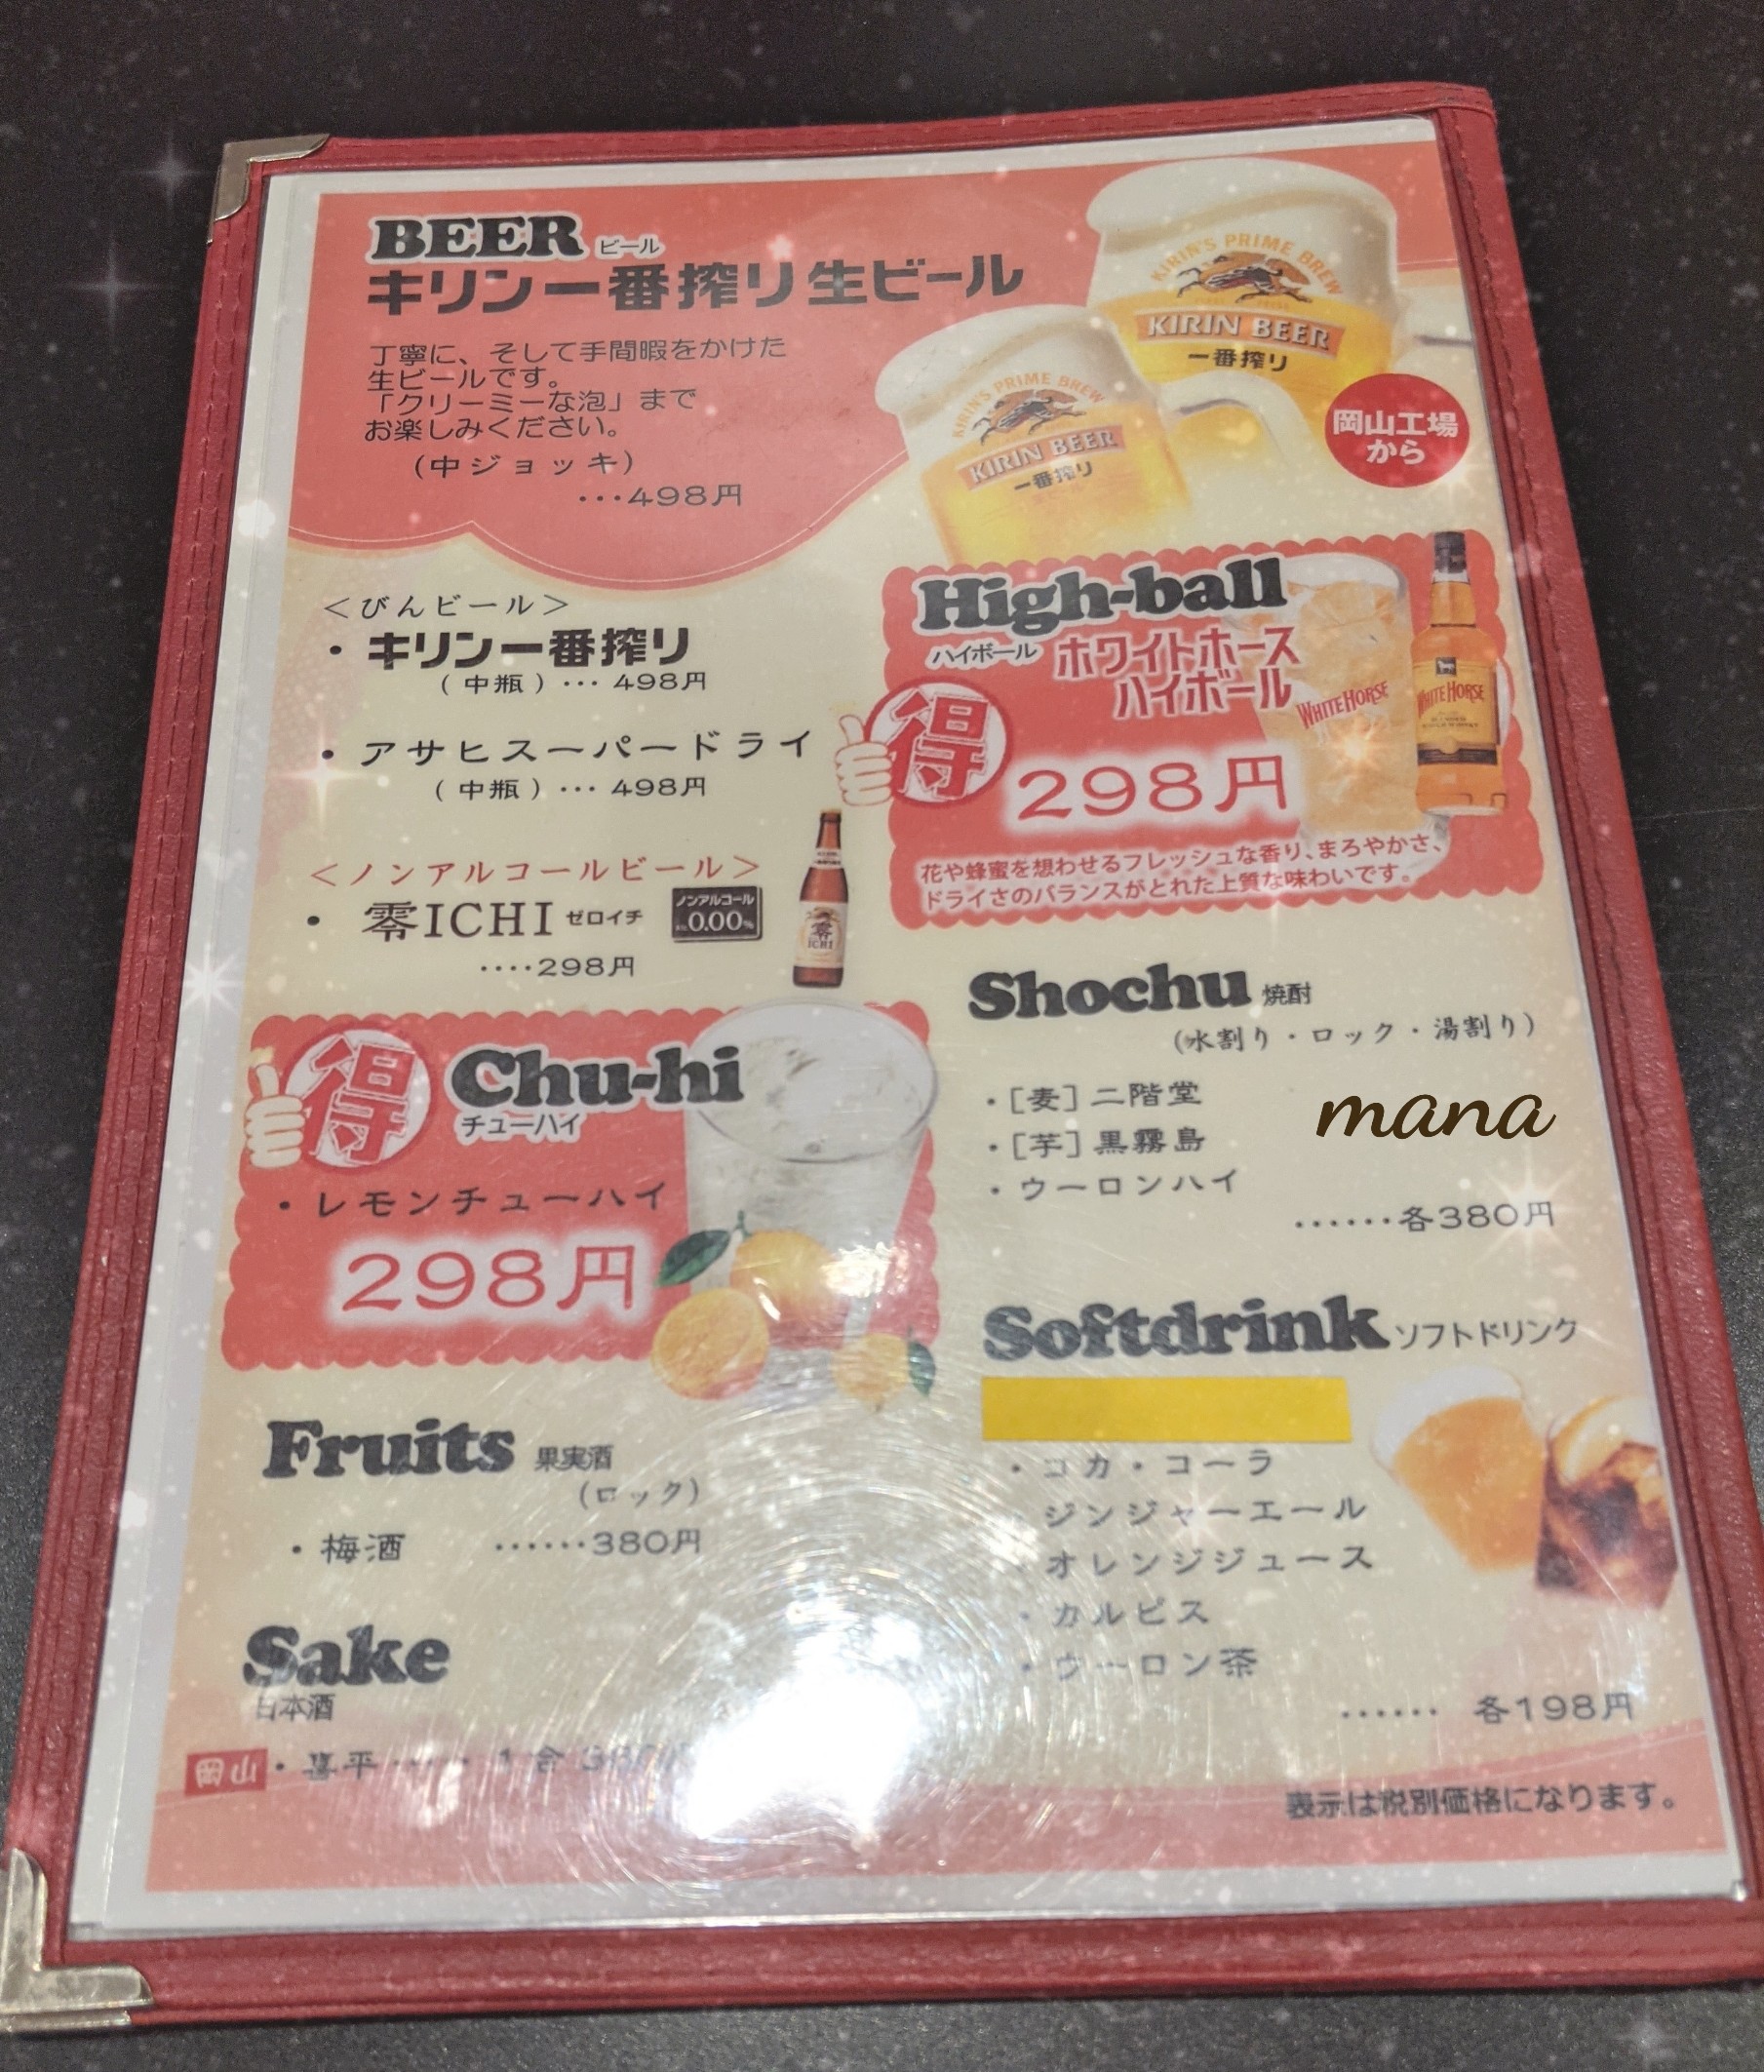 BEER ビール
キリン一番搾り生ビール
丁寧に、そして手間暇をかけた
生ビールです。
「クリーミーな泡」まで
お楽しみください。
(中ジョッキ)
･･･498円
KIRIN'S PRIME BREW
KIRIN BEER
一番搾り
KIRIN'S PRIME BREW
KIRIN BEER
一番搾り
岡山工場
から
<びんビール>
・キリン一番搾り
(中瓶)･･･498円
・アサヒスーパードライ
(中瓶)･･･498円
<ノンアルコールビール>
・零ICHI ゼロイチ
ノンアルコール
0.00%
零
ICHI
････298円
High-ball
ハイボール ホワイトホース
ハイボール
WHITE HORSE
WHITE HORSE
得
298円
花や蜂蜜を想わせるフレッシュな香り、まろやかさ、
ドライさのバランスがとれた上質な味わいです。
得
Chu-hi
チューハイ
・レモンチューハイ
298円
Shochu 焼酎
(水割り・ロック・湯割り)
・[麦]二階堂
・[芋]黒霧島
・ウーロンハイ
･･････各380円
mana
Fruits 果実酒
(ロック)
・梅酒 ･･････380円
Sake
日本酒
岡山・喜平････1合
Softdrink ソフトドリンク
・コカ・コーラ
・ジンジャーエール
・オレンジジュース
・カルピス
・ウーロン茶
･･････ 各198円
表示は税別価格になります。